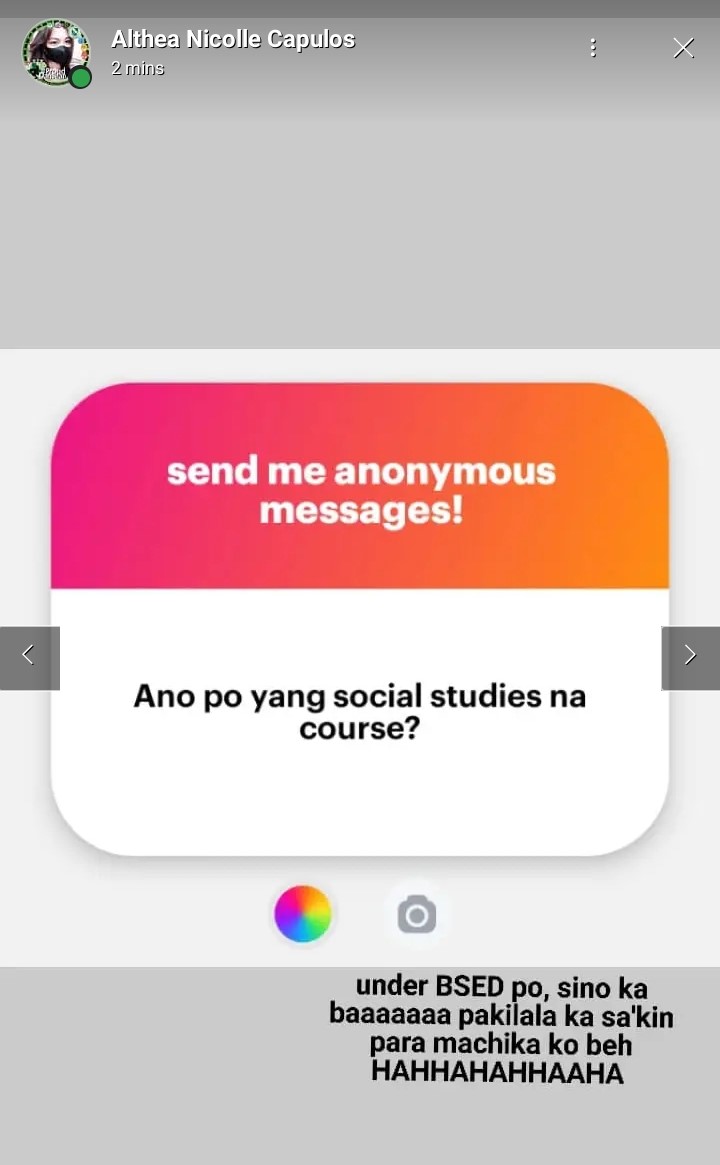 Althea Nicolle Capulos
2 mins
send me anonymous
messages!
Ano po yang social studies na
course?
under BSED po, sino ka
baaaaaaa pakilala ka sa'kin
para machika ko beh
HAHHAHAHHAAHA